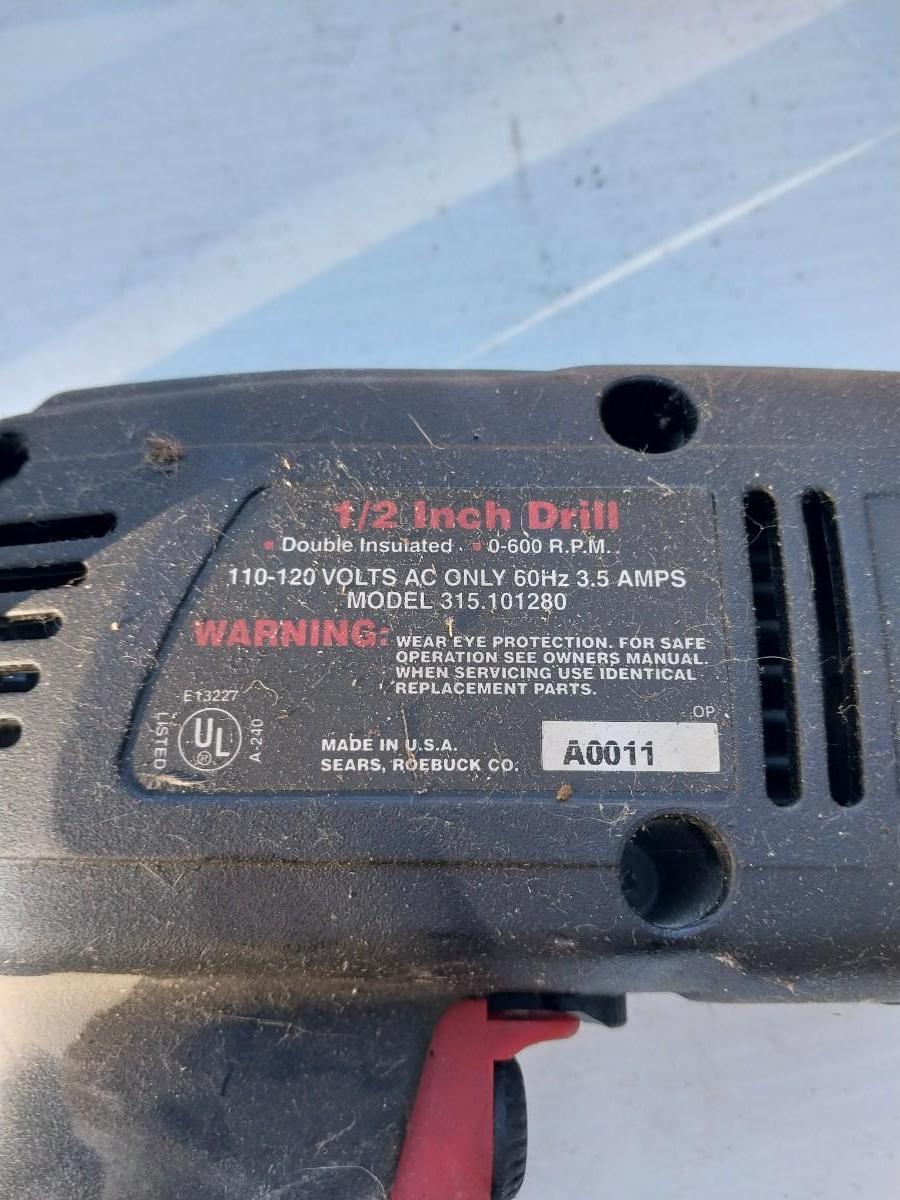 1/2 Inch Drill
▪ Double Insulated ▪ 0-600 R.P.M.
110-120 VOLTS AC ONLY 60Hz 3.5 AMPS
MODEL 315.101280
WARNING: WEAR EYE PROTECTION. FOR SAFE
OPERATION SEE OWNERS MANUAL.
WHEN SERVICING USE IDENTICAL
REPLACEMENT PARTS.
E13227
LISTED
UL
®
A-240
MADE IN U.S.A.
SEARS, ROEBUCK CO.
OP
A0011